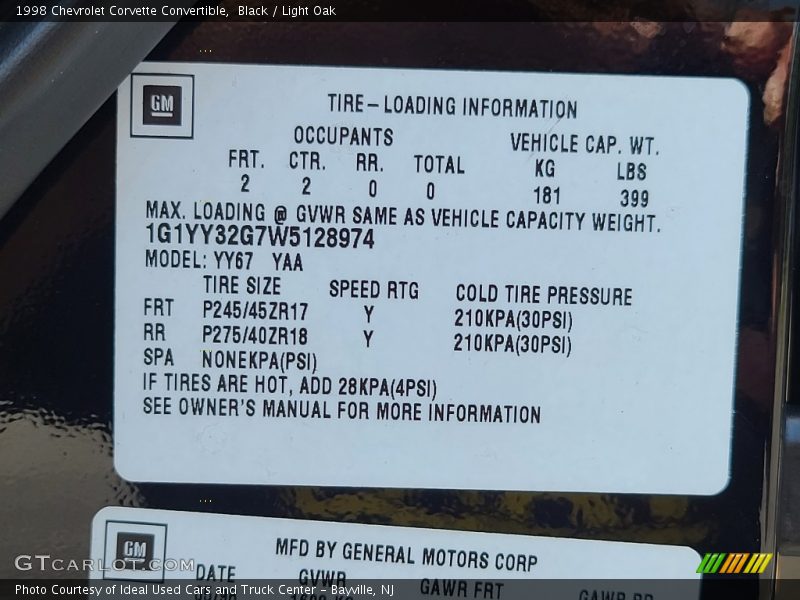 1998 Chevrolet Corvette Convertible,  Black / Light Oak
GM
TIRE-LOADING INFORMATION
OCCUPANTS VEHICLE CAP. WT.
FRT. CTR. RR. TOTAL KG LBS
2 2 0 0 181 399
MAX. LOADING @ GVWR SAME AS VEHICLE CAPACITY WEIGHT.
1G1YY32G7W5128974
MODEL: YY67 YAA
TIRE SIZE SPEED RTG COLD TIRE PRESSURE
FRT P245/45ZR17 Y 210KPA(30PSI)
RR P275/40ZR18 Y 210KPA(30PSI)
SPA NONEKPA(PSI)
IF TIRES ARE HOT, ADD 28KPA(4PSI)
SEE OWNER'S MANUAL FOR MORE INFORMATION
GM
MFD BY GENERAL MOTORS CORP
DATE GVWR GAWR FRT GAWR RR
GTCARLOT.COM
Photo Courtesy of Ideal Used Cars and Truck Center - Bayville, NJ